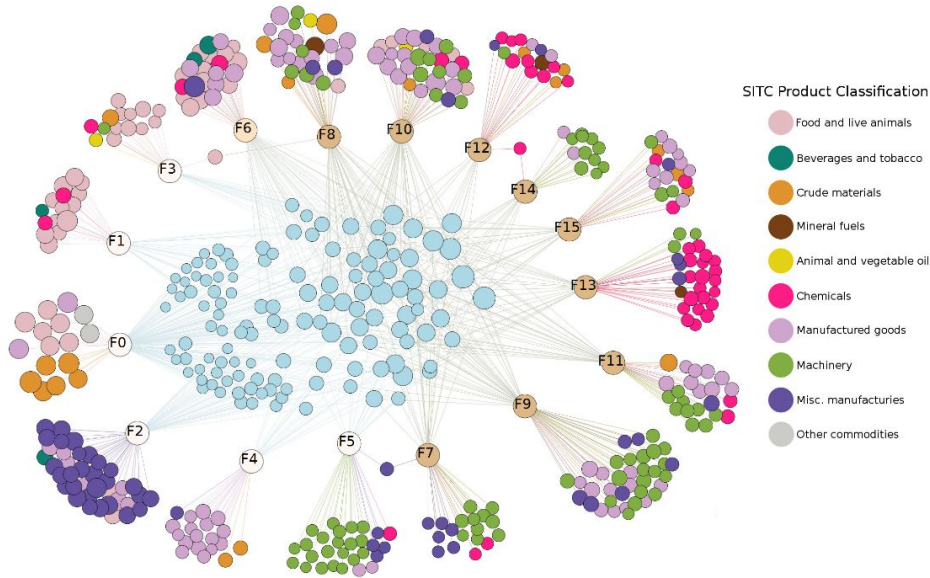 F6
F8
F10
F12
F3
F14
F15
F1
F13
F0
F11
F9
F2
F4
F5
F7
SITC Product Classification
Food and live animals
Beverages and tobacco
Crude materials
Mineral fuels
Animal and vegetable oil
Chemicals
Manufactured goods
Machinery
Misc. manufacturies
Other commodities